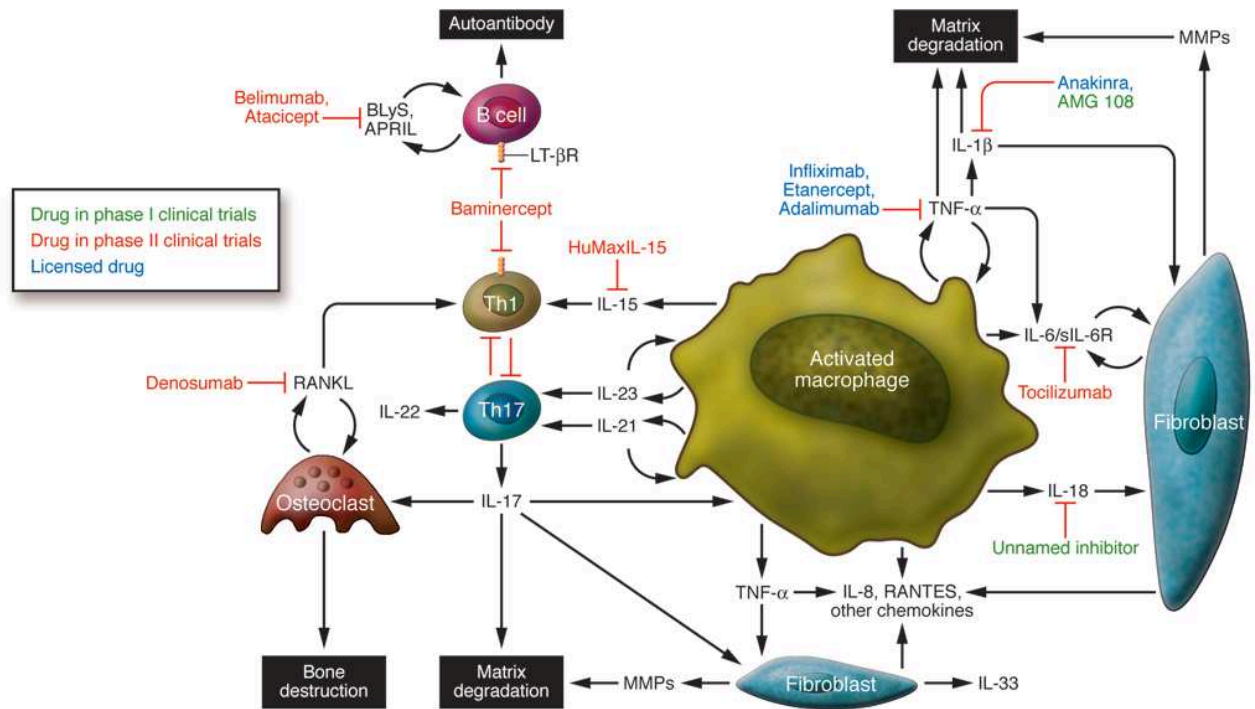 Autoantibody
Matrix
degradation
MMPs
Belimumab,
Atacicept
BLyS,
APRIL
B cell
LT-βR
Anakinra,
AMG 108
IL-1β
Infliximab,
Etanercept,
Adalimumab
TNF-α
Drug in phase I clinical trials
Drug in phase II clinical trials
Licensed drug
Baminercept
HuMaxIL-15
Th1
IL-15
Activated
macrophage
IL-6/sIL-6R
Tocilizumab
Fibroblast
Denosumab
RANKL
IL-22
Th17
IL-23
IL-21
Osteoclast
IL-17
IL-18
Unnamed inhibitor
TNF-α
IL-8, RANTES,
other chemokines
Bone
destruction
Matrix
degradation
MMPs
Fibroblast
IL-33